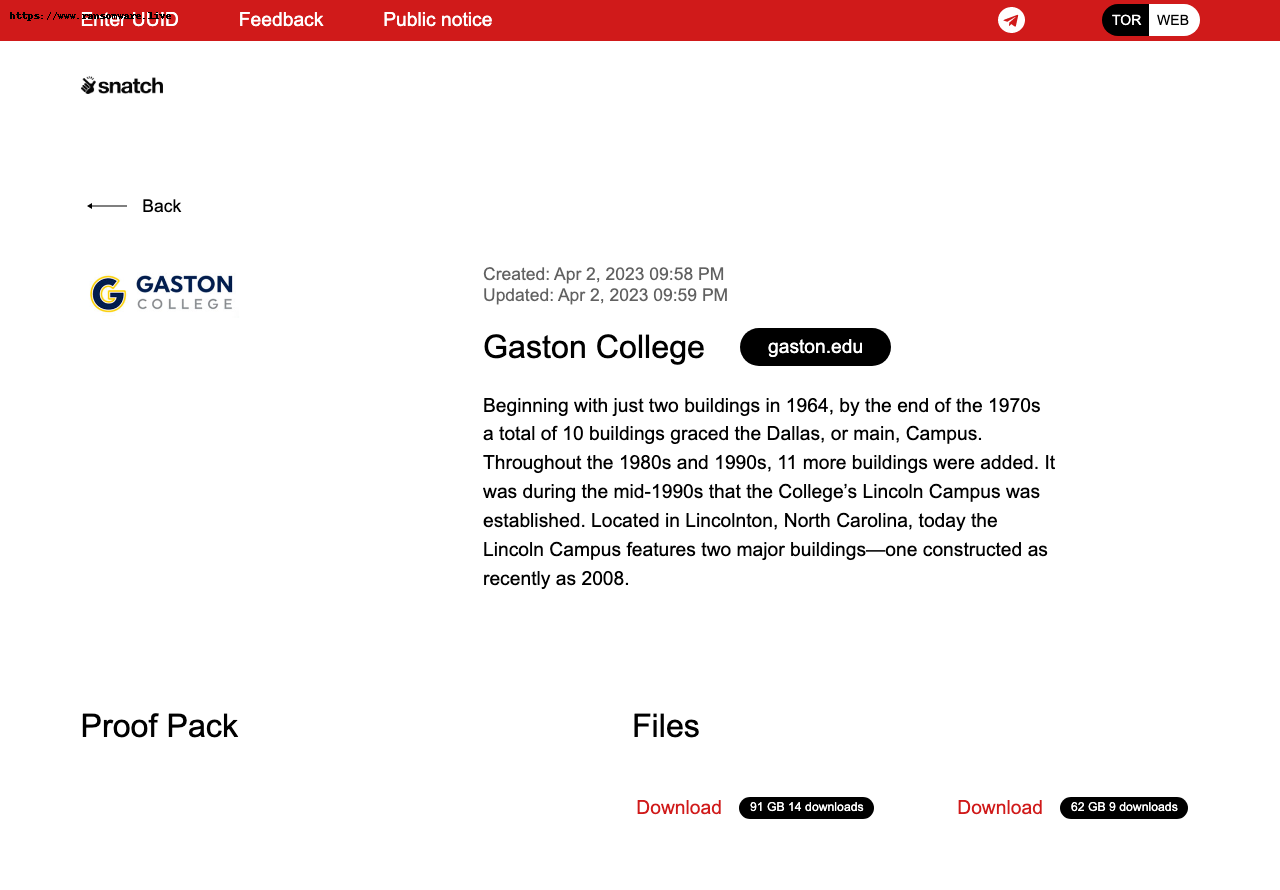 https://www.ransomware.live
Enter UUID Feedback Public notice TOR WEB
snatch
Back
GASTON
COLLEGE
Created: Apr 2, 2023 09:58 PM
Updated: Apr 2, 2023 09:59 PM
Gaston College gaston.edu
Beginning with just two buildings in 1964, by the end of the 1970s
a total of 10 buildings graced the Dallas, or main, Campus.
Throughout the 1980s and 1990s, 11 more buildings were added. It
was during the mid-1990s that the College’s Lincoln Campus was
established. Located in Lincolnton, North Carolina, today the
Lincoln Campus features two major buildings—one constructed as
recently as 2008.
Proof Pack Files
Download 91 GB 14 downloads Download 62 GB 9 downloads